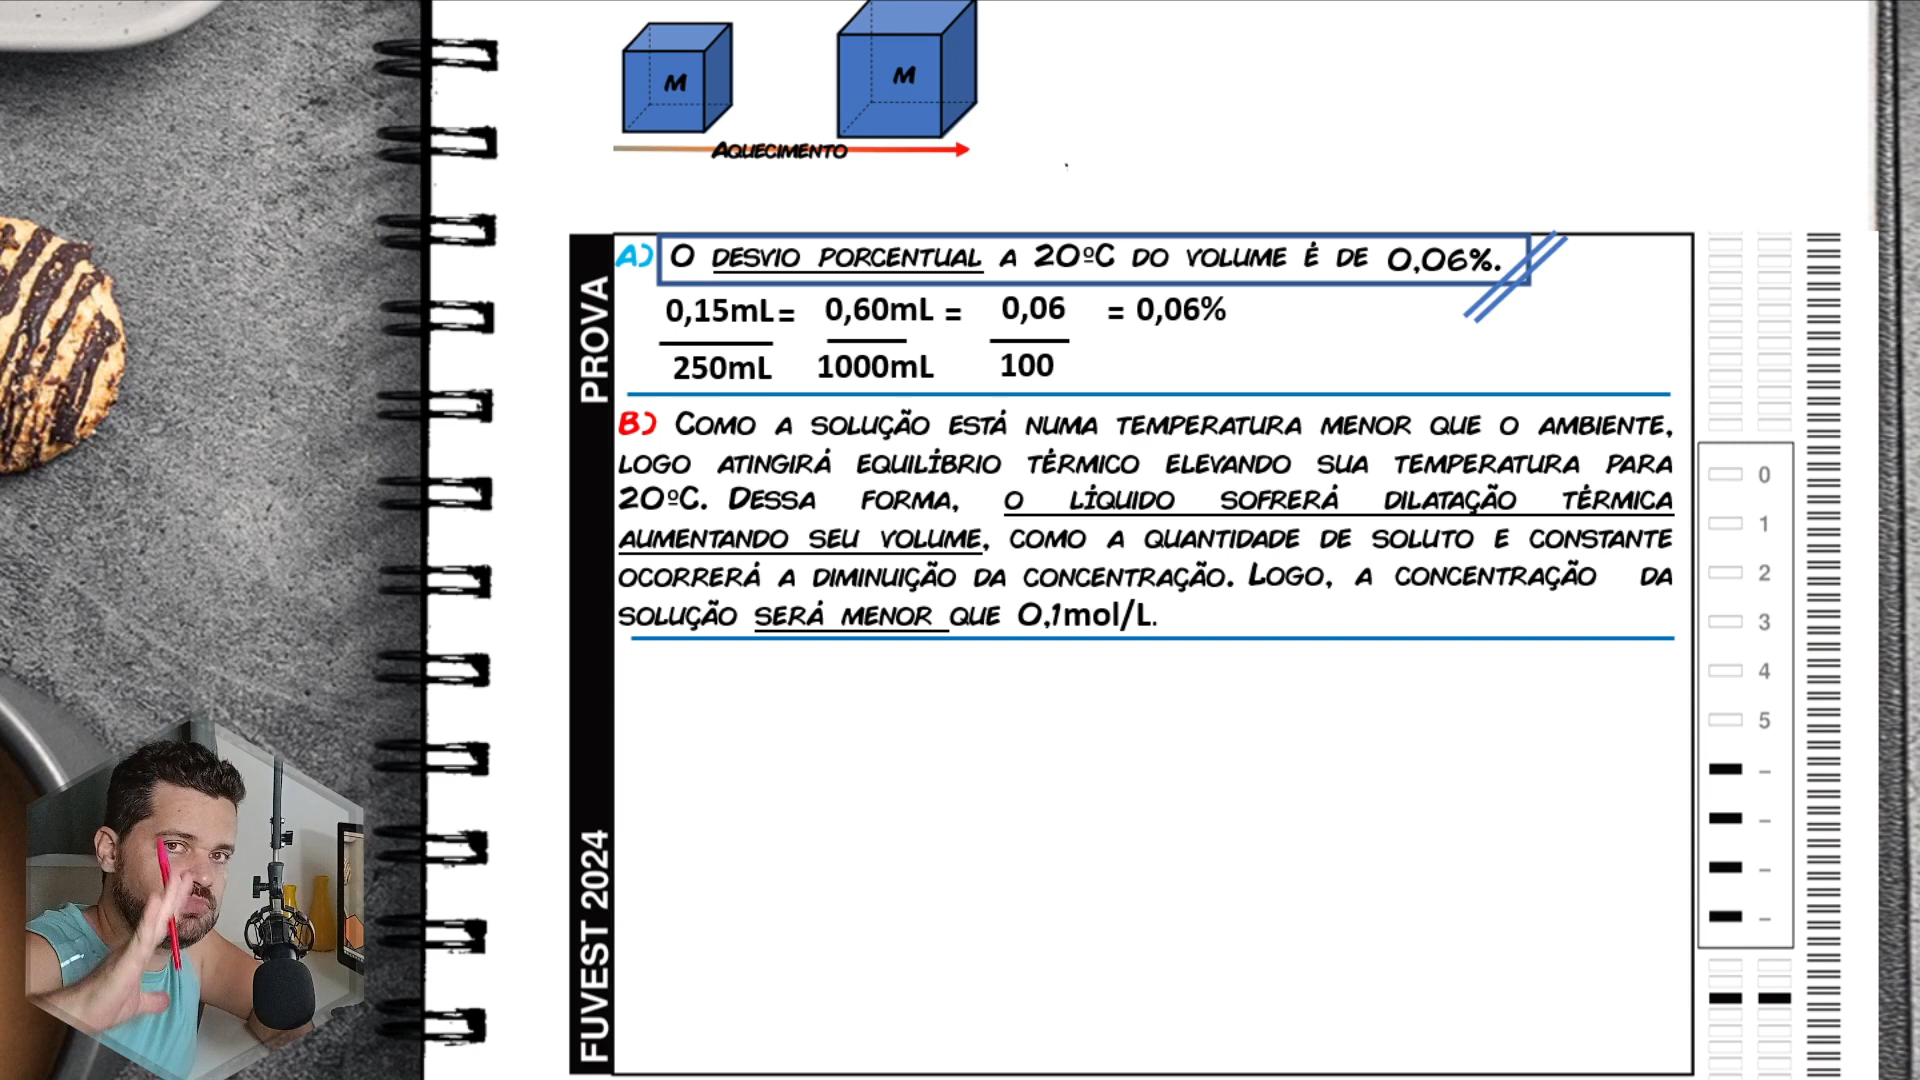 M
M
AQUECIMENTO
PROVA
FUVEST 2024
A) O DESVIO PORCENTUAL A 20ºC DO VOLUME É DE 0,06%.
0,15mL = 0,60mL = 0,06 = 0,06%
250mL 1000mL 100
B) COMO A SOLUÇÃO ESTÁ NUMA TEMPERATURA MENOR QUE O AMBIENTE,
LOGO ATINGIRÁ EQUILÍBRIO TÉRMICO ELEVANDO SUA TEMPERATURA PARA
20ºC. DESSA FORMA, O LÍQUIDO SOFRERÁ DILATAÇÃO TÉRMICA
AUMENTANDO SEU VOLUME, COMO A QUANTIDADE DE SOLUTO E CONSTANTE
OCORRERÁ A DIMINUIÇÃO DA CONCENTRAÇÃO. LOGO, A CONCENTRAÇÃO DA
SOLUÇÃO SERÁ MENOR QUE 0,1mol/L.
0
1
2
3
4
5
–
–
–
–